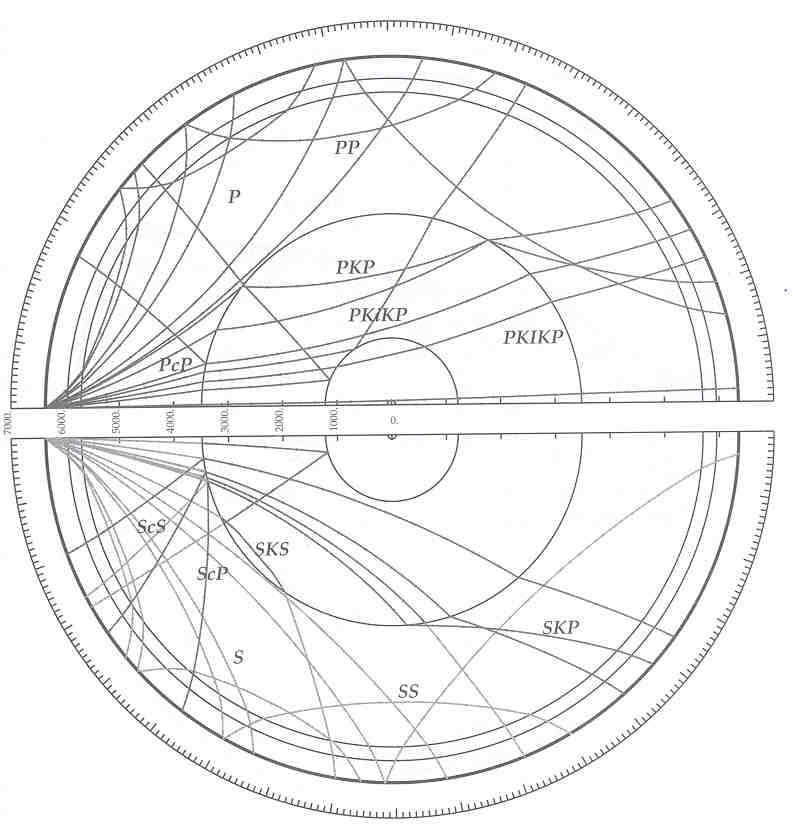 PP
P
PKP
PKIKP
PKIKP
PcP
7000. 6000. 5000. 4000. 3000. 2000. 1000. 0.
ScS
SKS
ScP
SKP
S
SS